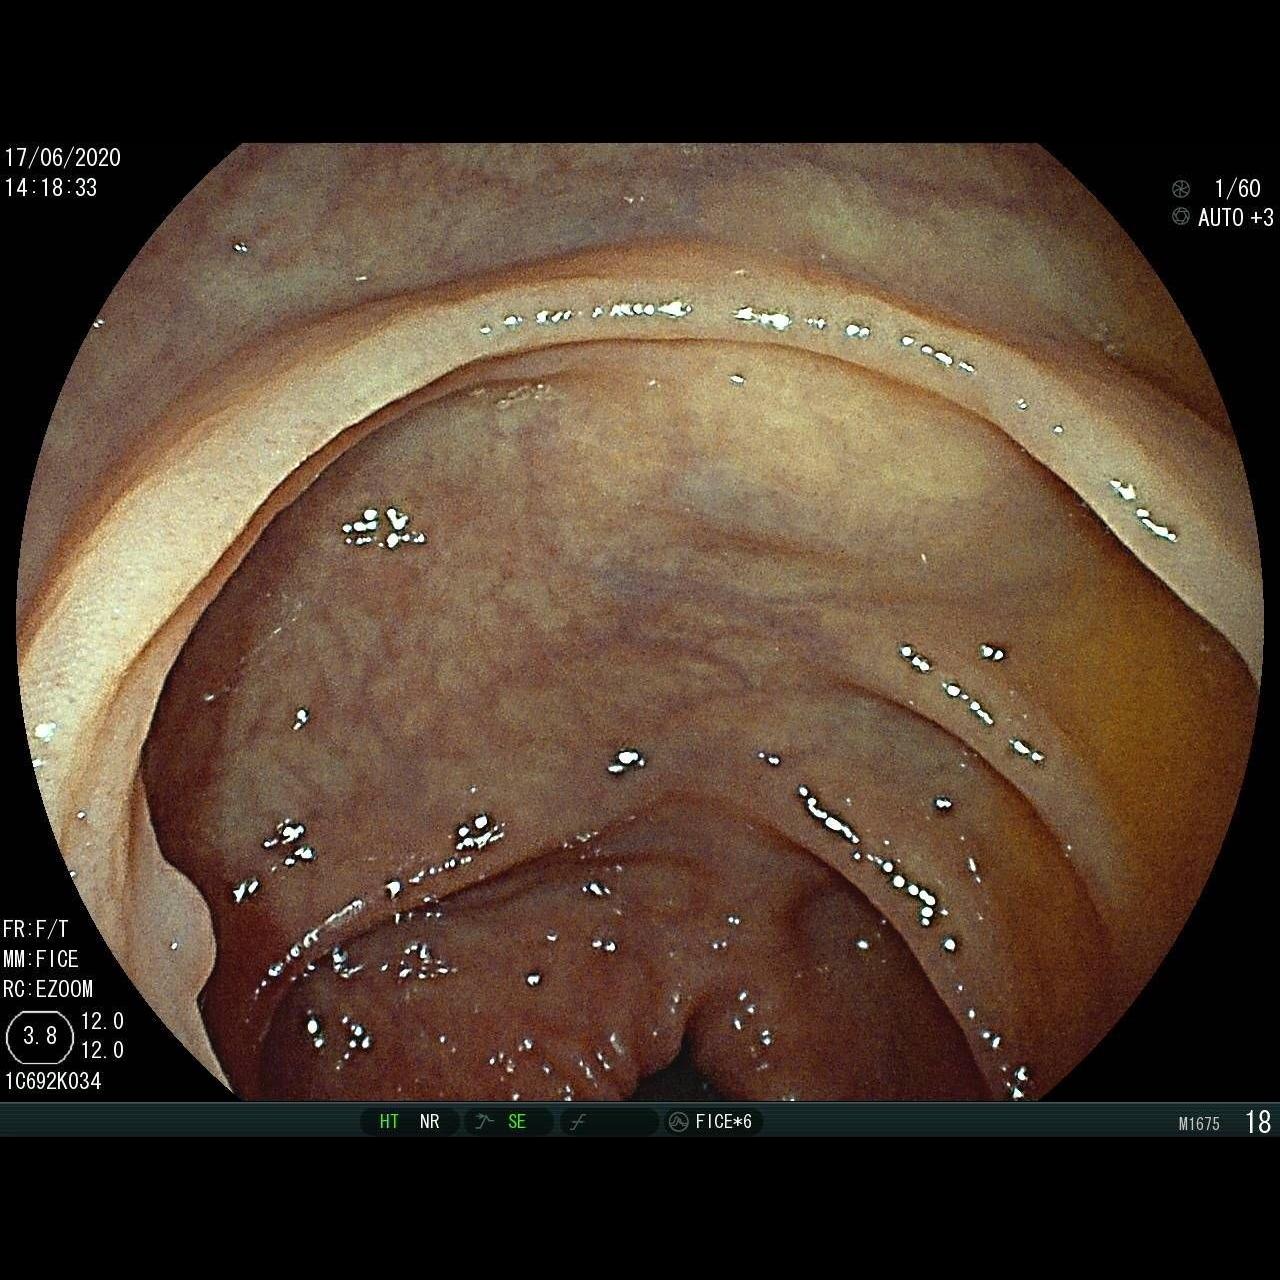 17/06/2020
14:18:33
1/60
AUTO +3
FR:F/T
MM:FICE
RC:EZOOM
3.8
12.0
12.0
1C692K034
HT NR SE FICE*6 M1675 18